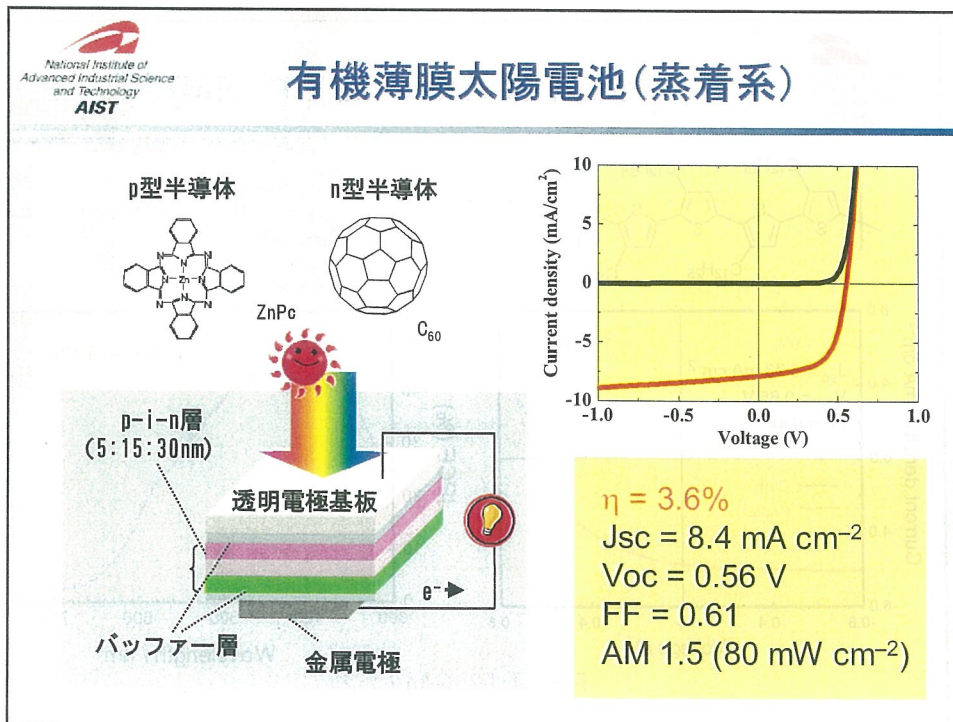 National Institute of
Advanced Industrial Science
and Technology
AIST
有機薄膜太陽電池(蒸着系)
p型半導体
n型半導体
N
N
N
N
N
Zn
N
N
N
ZnPc
C₆₀
p-i-n層
(5:15:30nm)
透明電極基板
e⁻
バッファー層
金属電極
Current density (mA/cm²)
10
5
0
-5
-10
-1.0
-0.5
0.0
0.5
1.0
Voltage (V)
η = 3.6%
Jsc = 8.4 mA cm⁻²
Voc = 0.56 V
FF = 0.61
AM 1.5 (80 mW cm⁻²)